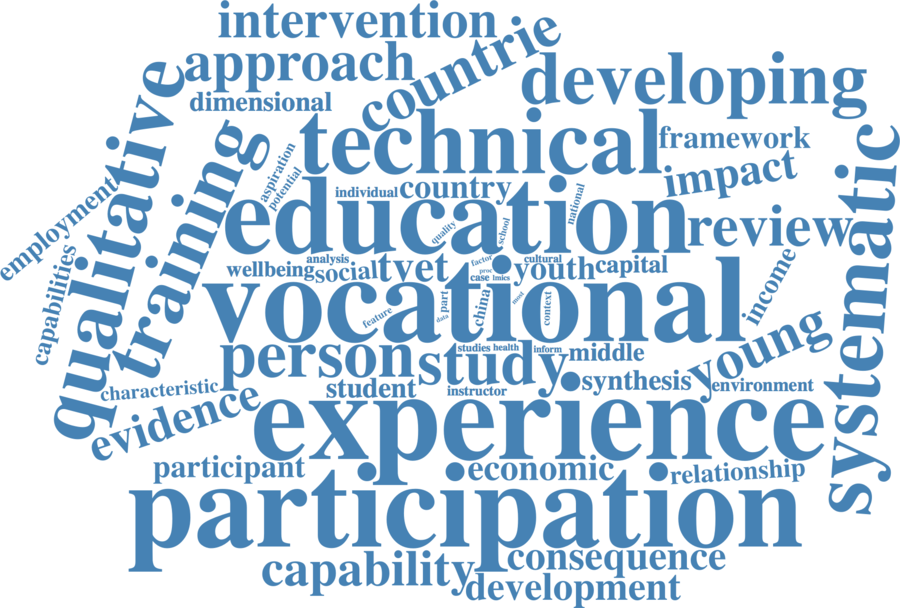 intervention
approach
countrie
developing
dimensional
qualitative
training
technical
framework
impact
systematic
aspiration
potential
employment
individual
country
national
education
review
quality
school
capabilities
wellbeing
analysis
social
tvet
factor
cultural
youth
capital
case
lmics
income
vocational
feature
data
part
china
most
context
person
study
studies
health
inform
middle
young
characteristic
student
instructor
synthesis
environment
evidence
experience
participant
economic
relationship
participation
capability
consequence
development